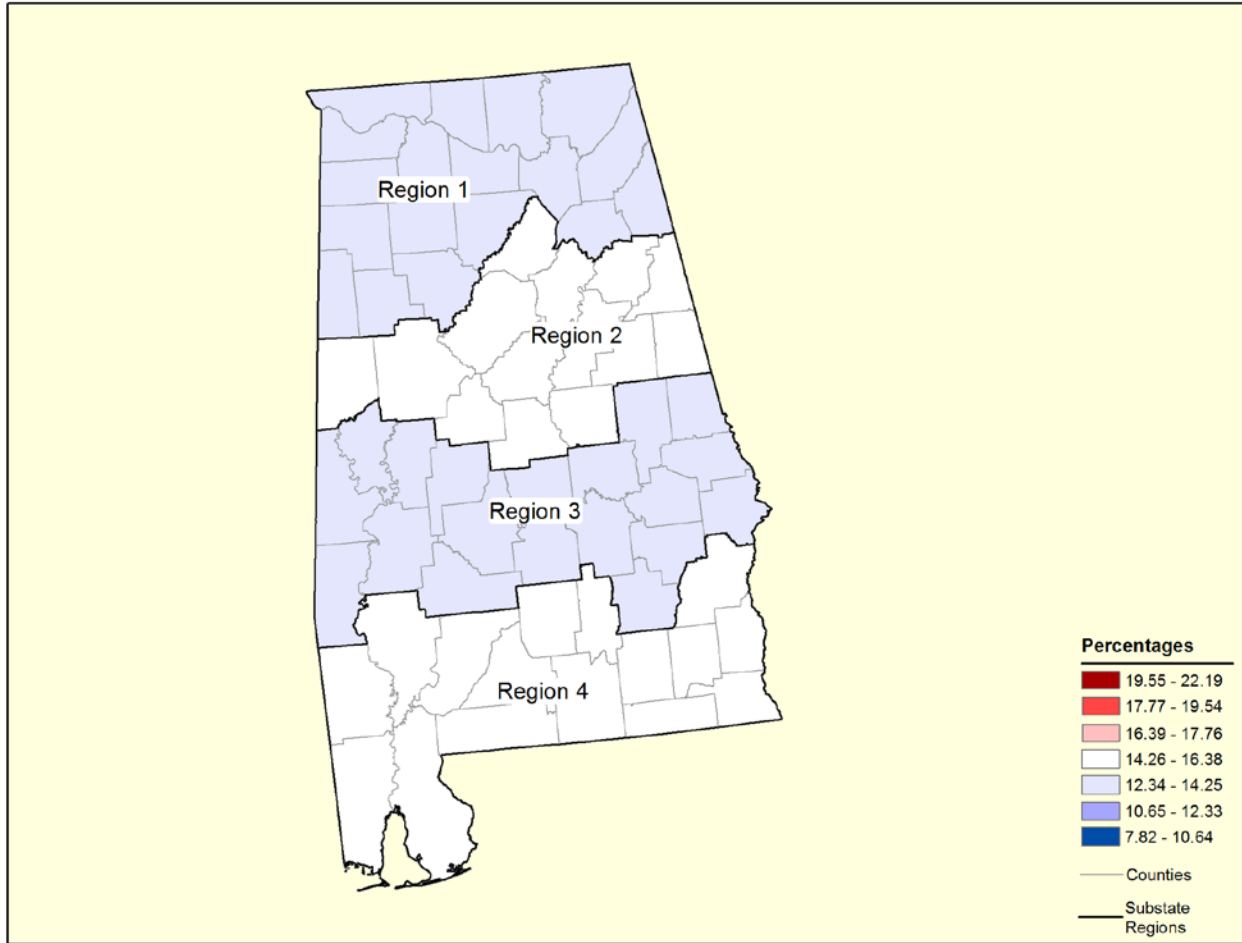 Region 1
Region 2
Region 3
Region 4
Percentages
19.55 - 22.19
17.77 - 19.54
16.39 - 17.76
14.26 - 16.38
12.34 - 14.25
10.65 - 12.33
7.82 - 10.64
Counties
Substate
Regions